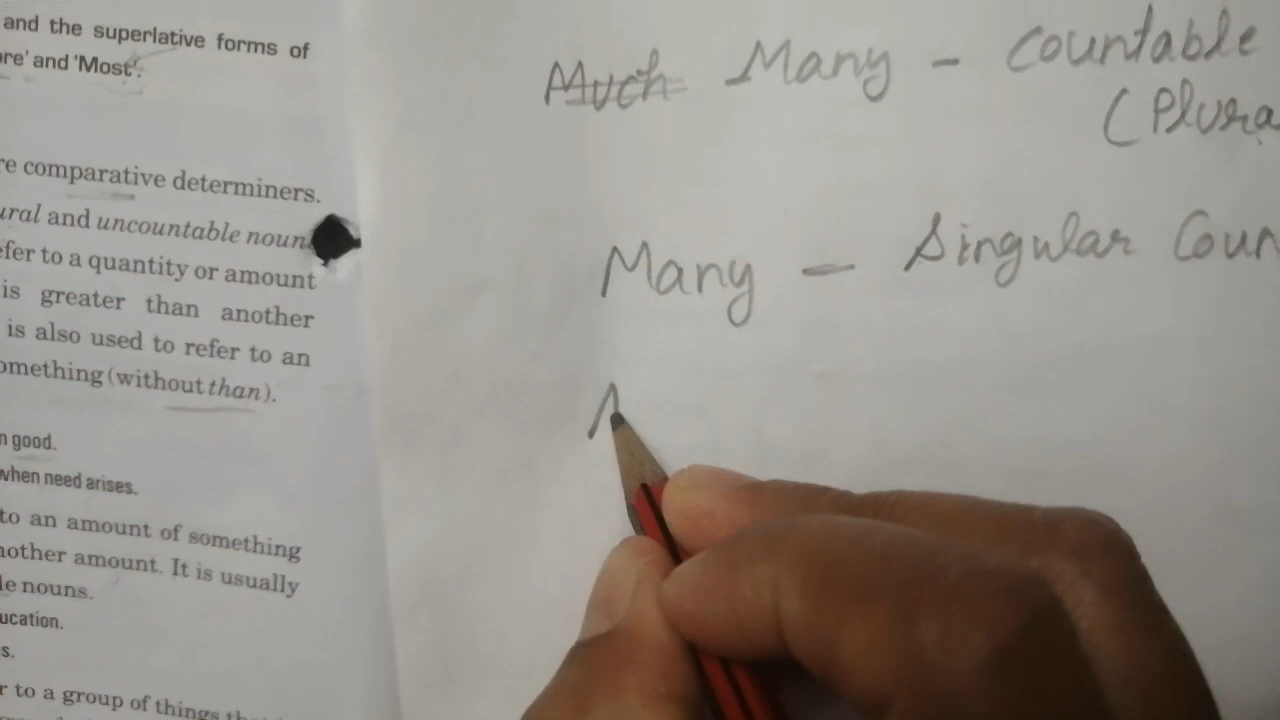 and the superlative forms of
ore' and 'Most'.
re comparative determiners.
ural and uncountable noun
efer to a quantity or amount
is greater than another
is also used to refer to an
omething (without than).
n good.
when need arises.
to an amount of something
nother amount. It is usually
le nouns.
ucation.
s.
r to a group of things
Much Many - Countable
(Plura
Many - Singular Coun